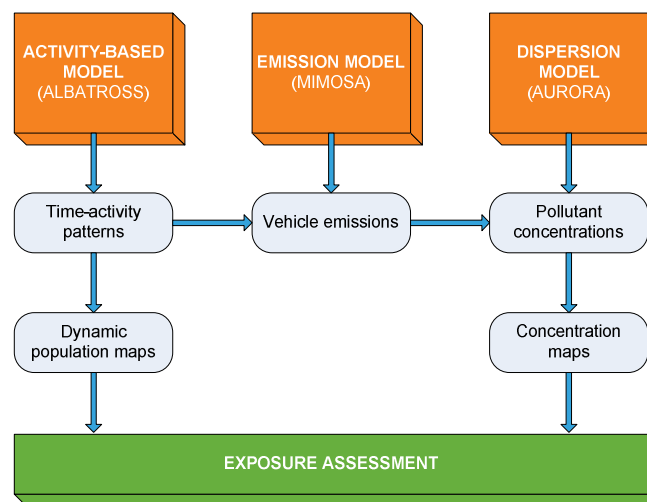 ACTIVITY-BASED
MODEL
(ALBATROSS)
EMISSION MODEL
(MIMOSA)
DISPERSION
MODEL
(AURORA)
Time-activity
patterns
Vehicle emissions
Pollutant
concentrations
Dynamic
population maps
Concentration
maps
EXPOSURE ASSESSMENT